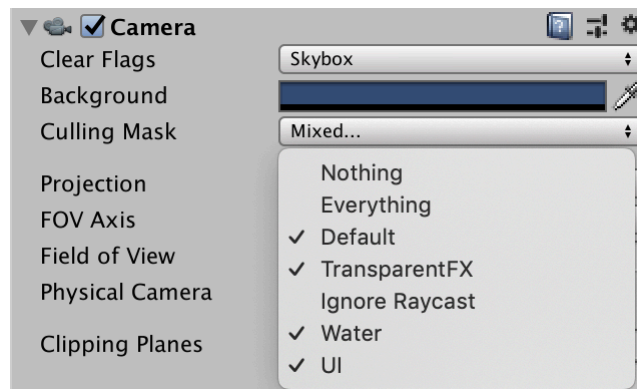 Camera
Clear Flags Skybox
Background
Culling Mask Mixed...
Nothing
Projection
Everything
FOV Axis
Default
Field of View
TransparentFX
Physical Camera
Ignore Raycast
Water
Clipping Planes
UI